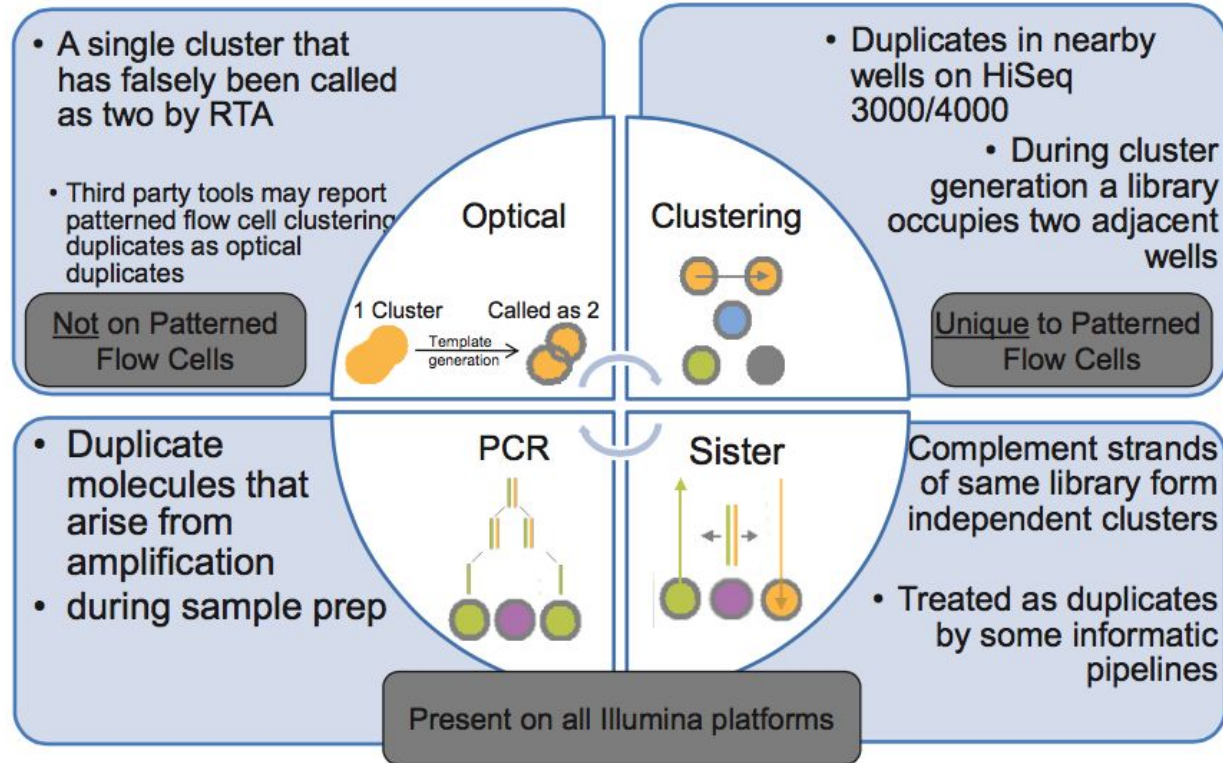 • A single cluster that
has falsely been called
as two by RTA
• Third party tools may report
patterned flow cell clustering
duplicates as optical
duplicates
Not on Patterned
Flow Cells
Optical
1 Cluster
Template
generation
Called as 2
Clustering
• Duplicates in nearby
wells on HiSeq
3000/4000
• During cluster
generation a library
occupies two adjacent
wells
Unique to Patterned
Flow Cells
• Duplicate
molecules that
arise from
amplification
• during sample prep
PCR
Sister
Complement strands
of same library form
independent clusters
• Treated as duplicates
by some informatic
pipelines
Present on all Illumina platforms